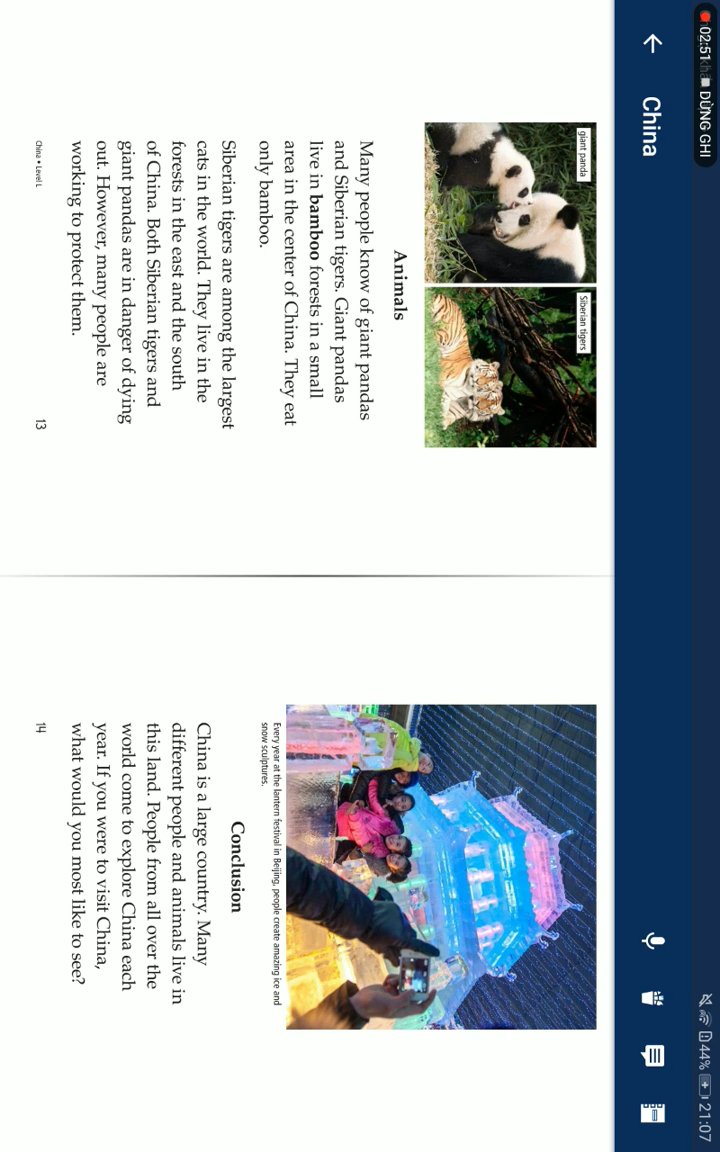 02:51 DỪNG GHI
44% 21:07
China
giant panda
Siberian tigers
Animals
Many people know of giant pandas
and Siberian tigers. Giant pandas
live in bamboo forests in a small
area in the center of China. They eat
only bamboo.
Siberian tigers are among the largest
cats in the world. They live in the
forests in the east and the south
of China. Both Siberian tigers and
giant pandas are in danger of dying
out. However, many people are
working to protect them.
China • Level L
13
Every year at the lantern festival in Beijing, people create amazing ice and
snow sculptures.
Conclusion
China is a large country. Many
different people and animals live in
this land. People from all over the
world come to explore China each
year. If you were to visit China,
what would you most like to see?
14